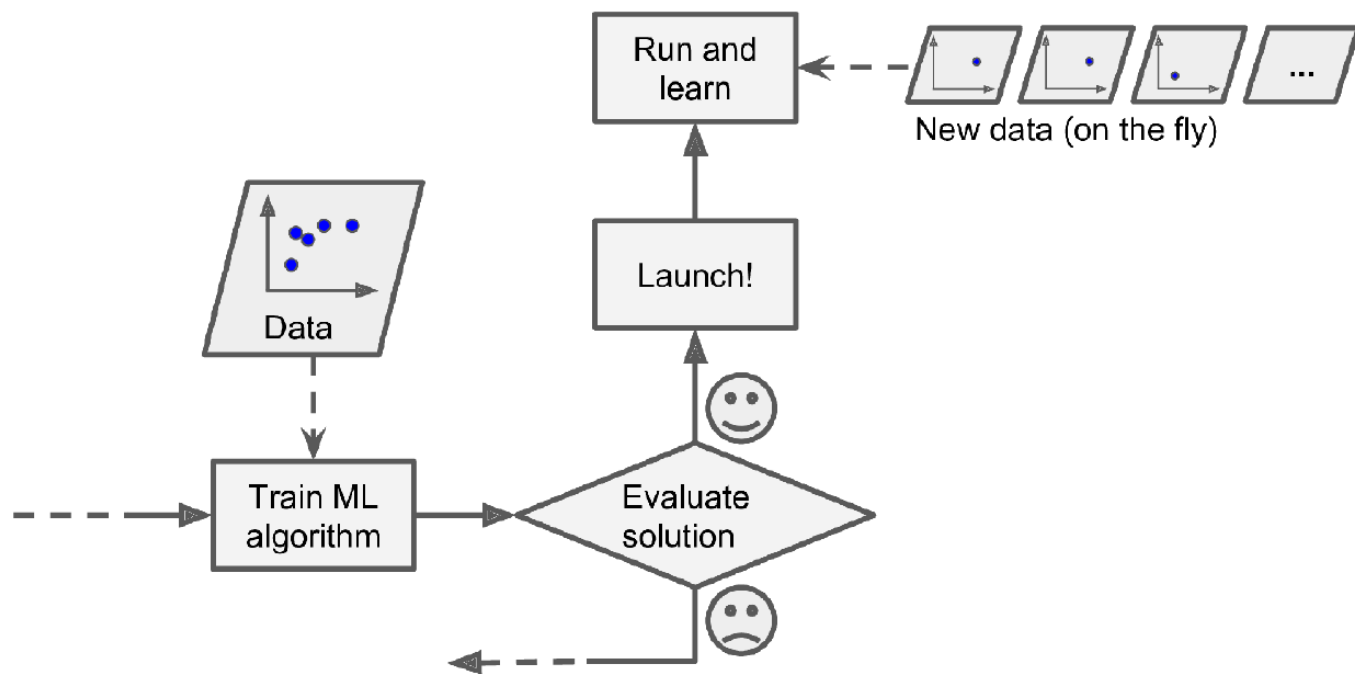 Run and
learn
...
New data (on the fly)
Launch!
Data
Train ML
algorithm
Evaluate
solution